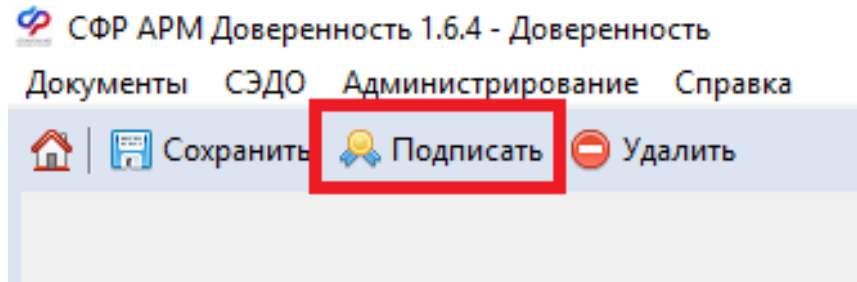 СФР АРМ Доверенность 1.6.4 - Доверенность
Документы СЭДО Администрирование Справка
Сохранить Подписать Удалить